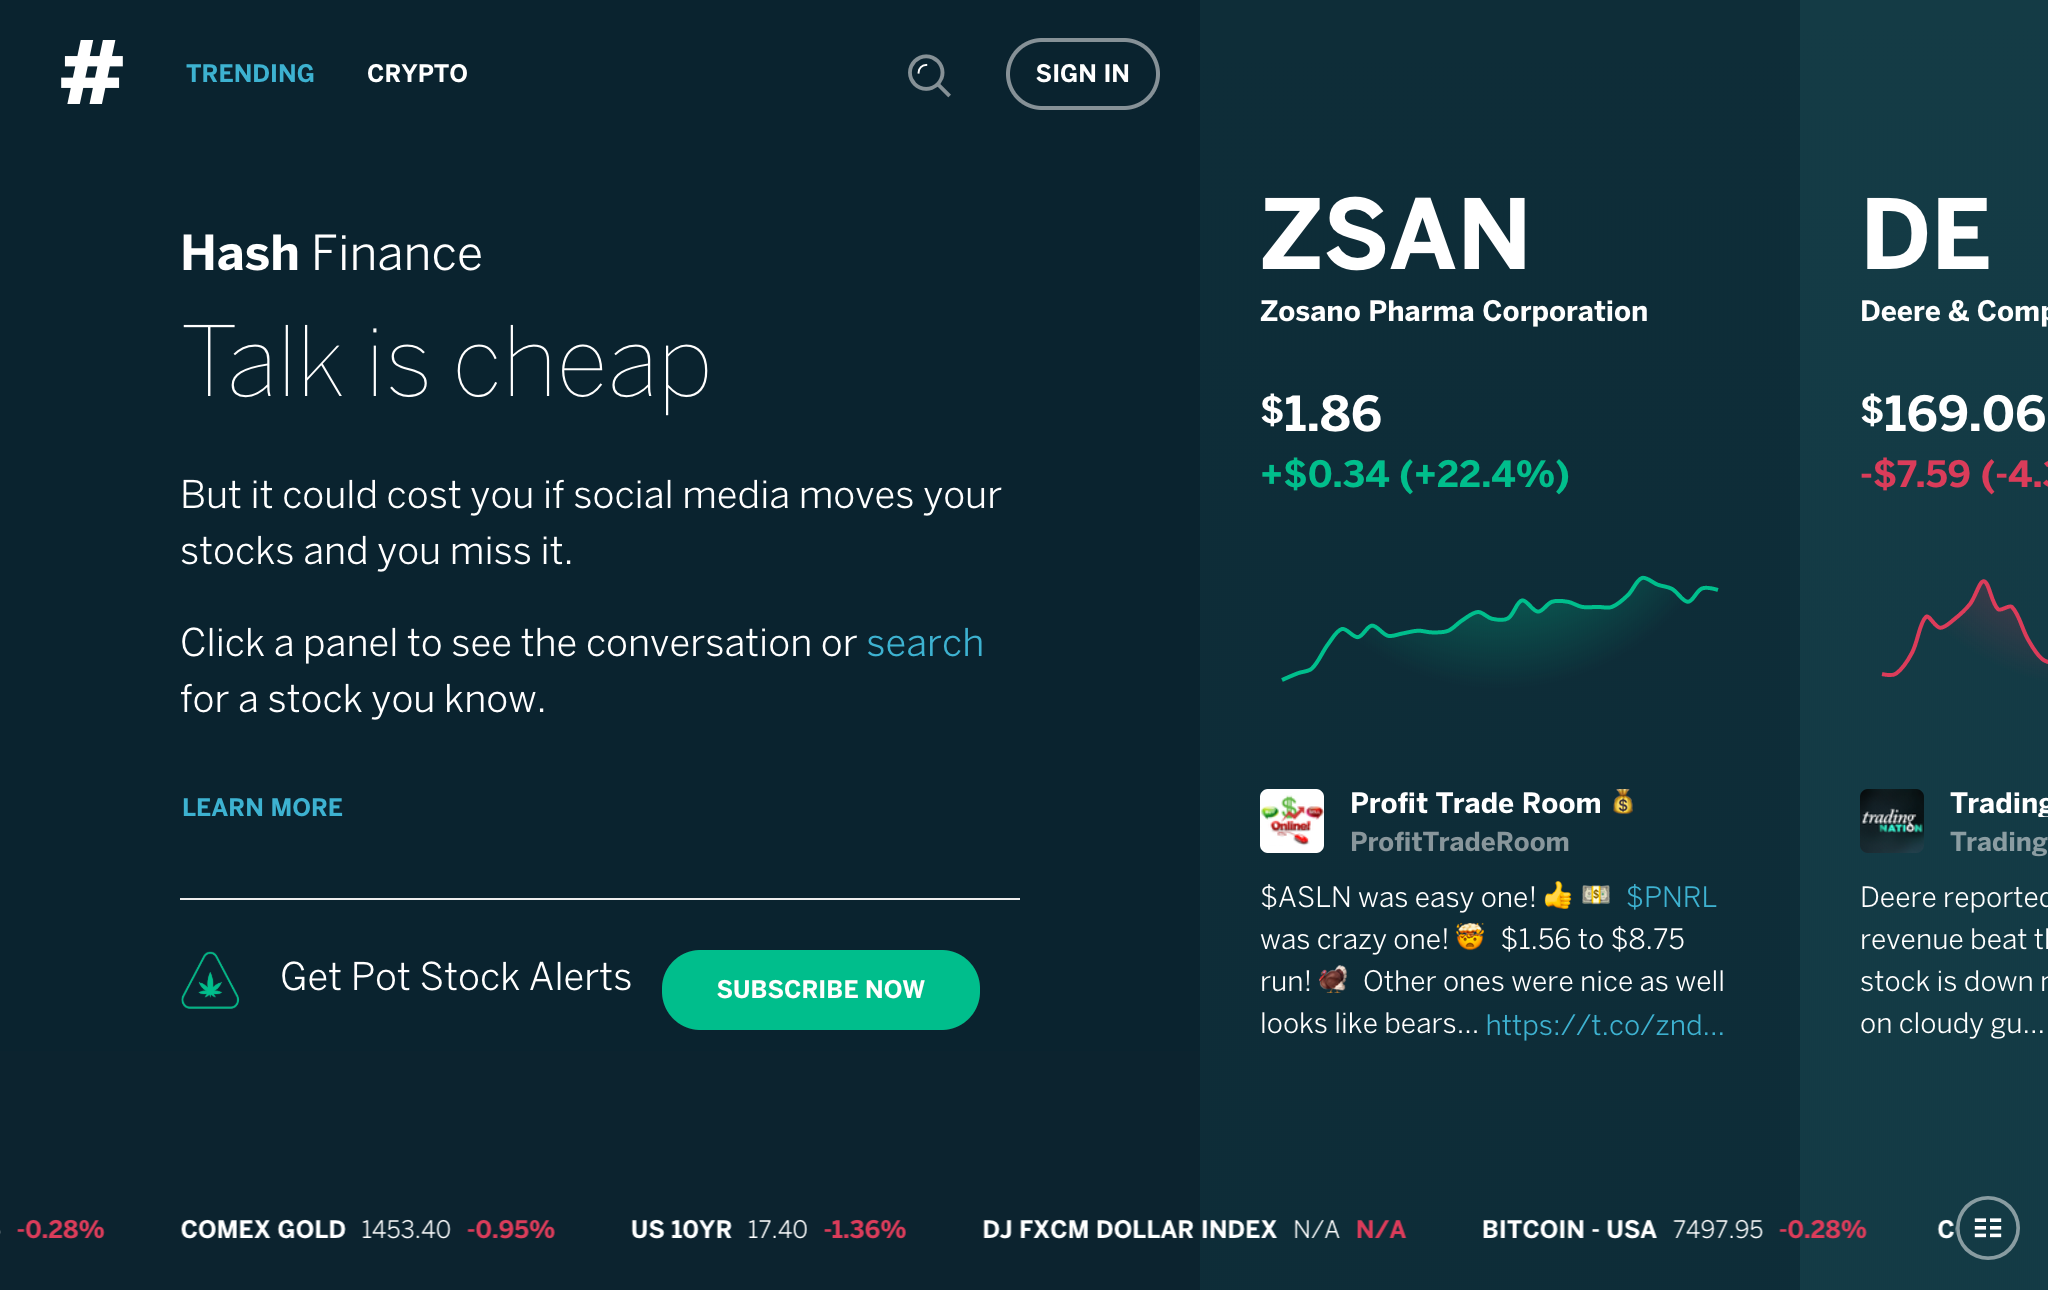 #
TRENDING
CRYPTO
SIGN IN
Hash Finance
Talk is cheap
But it could cost you if social media moves your
stocks and you miss it.
Click a panel to see the conversation or search
for a stock you know.
LEARN MORE
Get Pot Stock Alerts
SUBSCRIBE NOW
ZSAN
Zosano Pharma Corporation
$1.86
+$0.34 (+22.4%)
Online!
Profit Trade Room 💰
ProfitTradeRoom
$ASLN was easy one! 👍 💵 $PNRL
was crazy one! 🤯 $1.56 to $8.75
run! 🦃 Other ones were nice as well
looks like bears... https://t.co/znd...
DE
Deere & Comp
$169.06
-$7.59 (-4.3
trading NATION
Trading
Trading
Deere reported
revenue beat th
stock is down
on cloudy gu...
-0.28%
COMEX GOLD 1453.40 -0.95%
US 10YR 17.40 -1.36%
DJ FXCM DOLLAR INDEX N/A N/A
BITCOIN - USA 7497.95 -0.28%
C